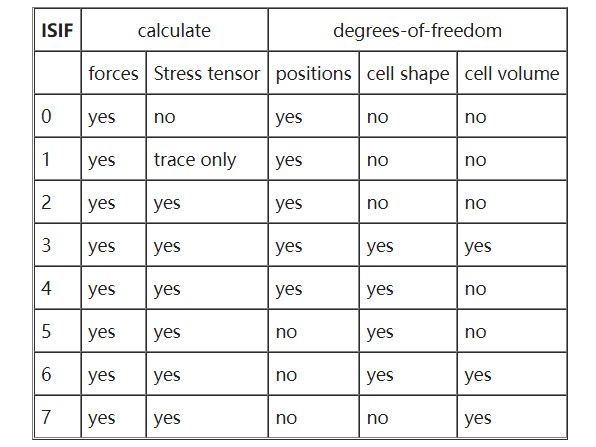 ISIF calculate degrees-of-freedom
forces Stress tensor positions cell shape cell volume
0 yes no yes no no
1 yes trace only yes no no
2 yes yes yes no no
3 yes yes yes yes yes
4 yes yes yes yes no
5 yes yes no yes no
6 yes yes no yes yes
7 yes yes no no yes